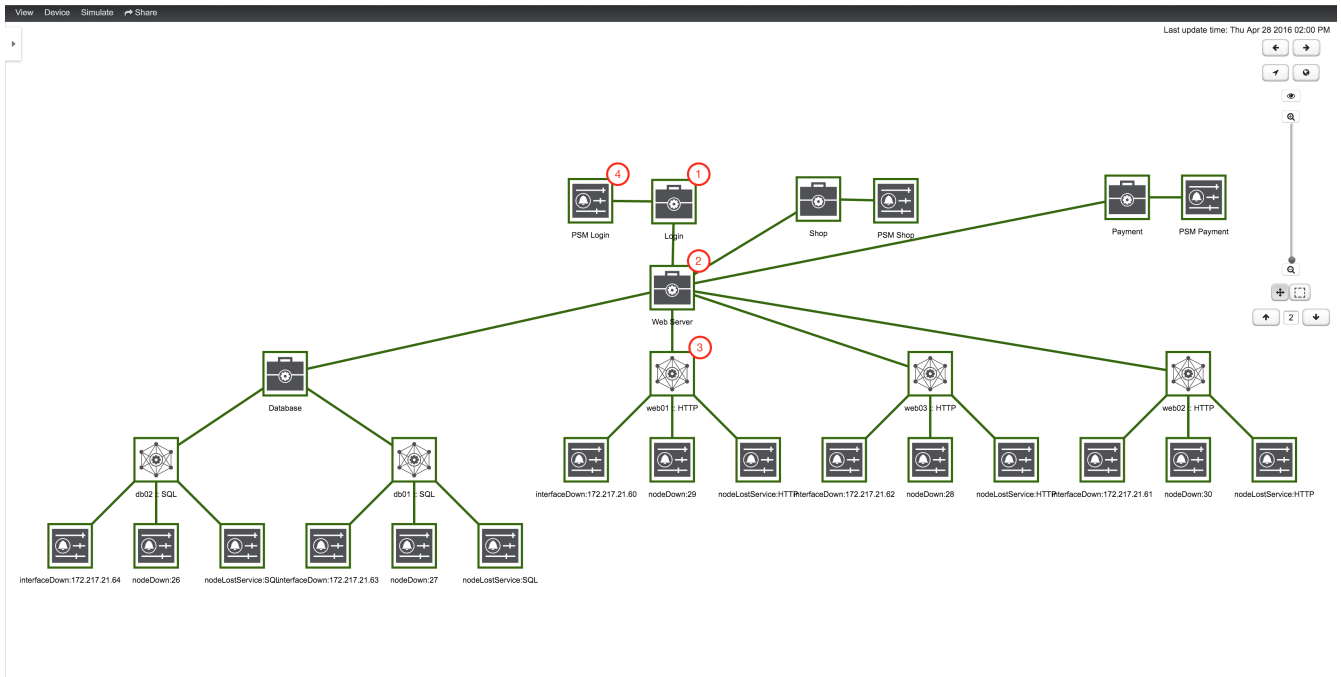 View Device Simulate Share
Last update time: Thu Apr 28 2016 02:00 PM
4
1
PSM Login
Login
Shop
PSM Shop
Payment
PSM Payment
2
Web Server
2
3
Database
web01 :: HTTP
web03 :: HTTP
web02 :: HTTP
db02 :: SQL
db01 :: SQL
interfaceDown:172.217.21.60
nodeDown:29
nodeLostService:HTTP
interfaceDown:172.217.21.62
nodeDown:28
nodeLostService:HTTP
interfaceDown:172.217.21.61
nodeDown:30
nodeLostService:HTTP
interfaceDown:172.217.21.64
nodeDown:26
nodeLostService:SQL
interfaceDown:172.217.21.63
nodeDown:27
nodeLostService:SQL